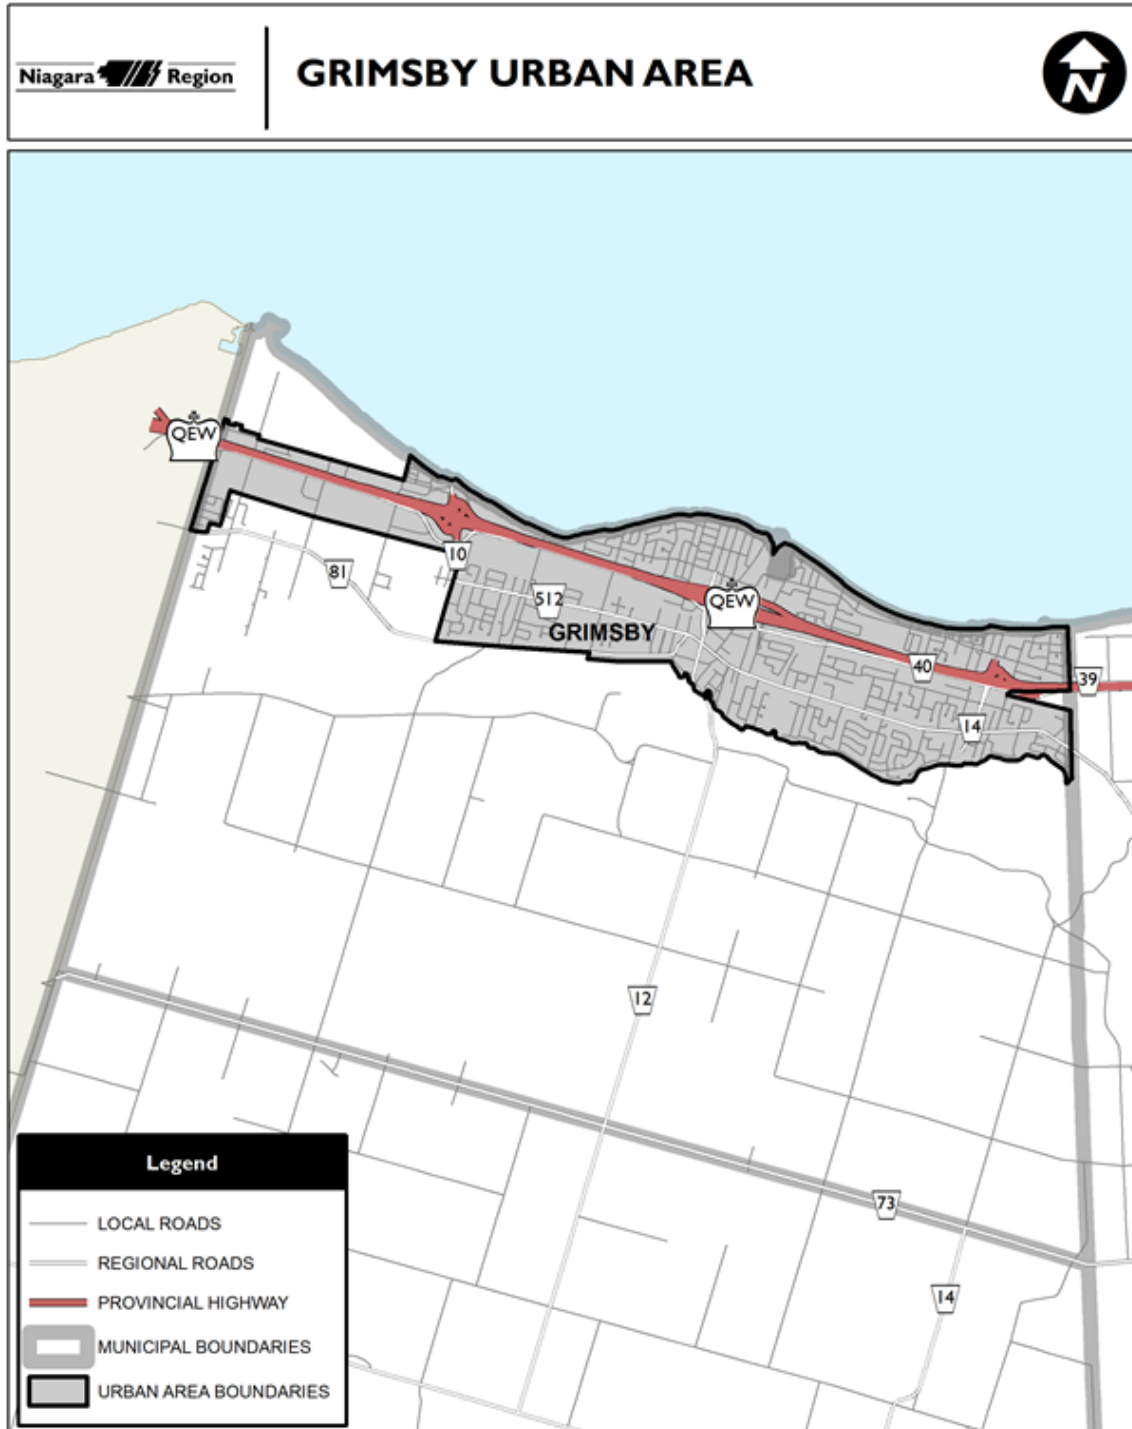 Niagara Region
GRIMSBY URBAN AREA
N
QEW
10
81
512
QEW
GRIMSBY
40
39
14
12
73
14
Legend
LOCAL ROADS
REGIONAL ROADS
PROVINCIAL HIGHWAY
MUNICIPAL BOUNDARIES
URBAN AREA BOUNDARIES